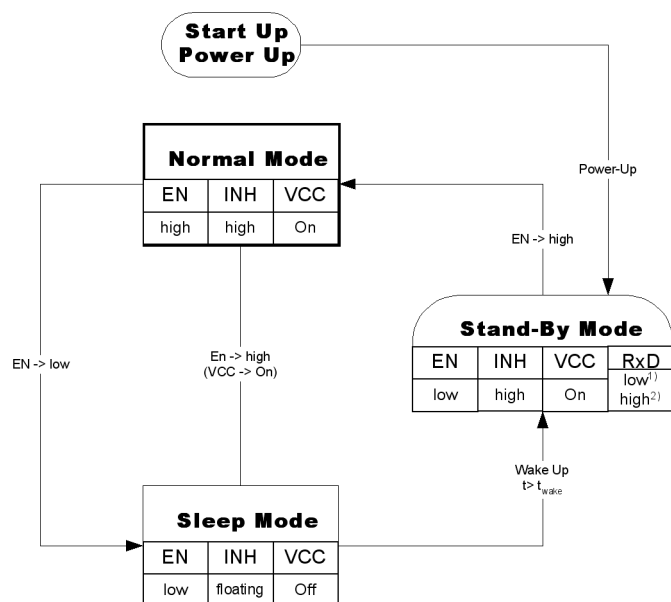 Start Up
Power Up
Power-Up
Normal Mode
EN INH VCC
high high On
EN -> high
EN -> low
En -> high
(VCC -> On)
Stand-By Mode
EN INH VCC RxD
low high On low1)
high2)
Wake Up
t> twake
Sleep Mode
EN INH VCC
low floating Off